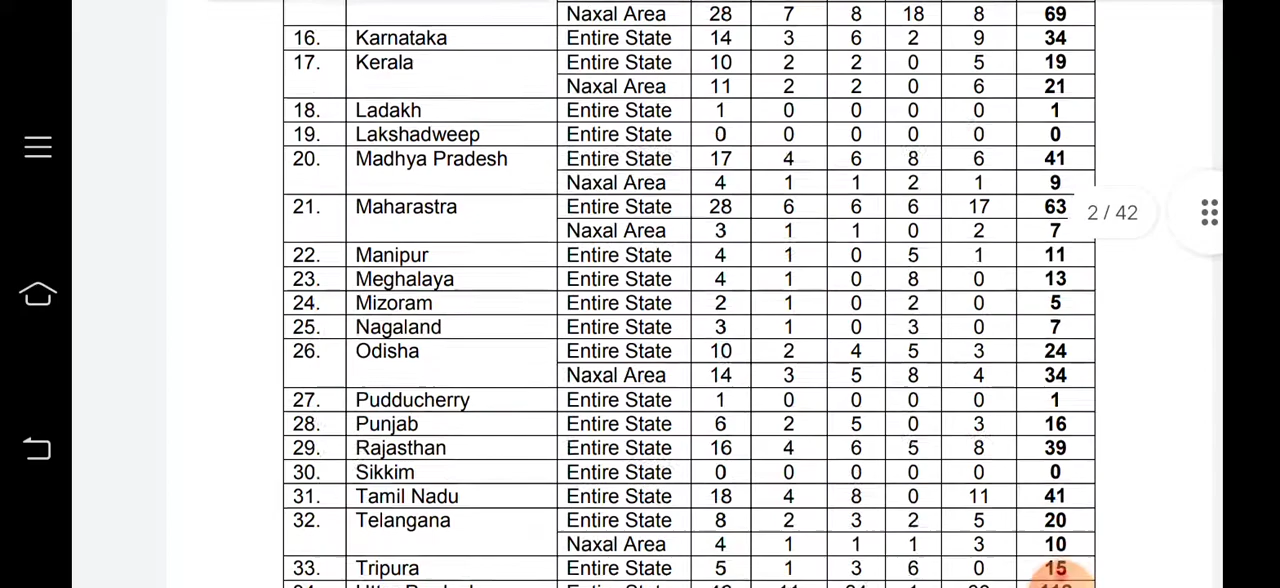 Naxal Area 28 7 8 18 8 69
16. Karnataka Entire State 14 3 6 2 9 34
17. Kerala Entire State 10 2 2 0 5 19
Naxal Area 11 2 2 0 6 21
18. Ladakh Entire State 1 0 0 0 0 1
19. Lakshadweep Entire State 0 0 0 0 0 0
20. Madhya Pradesh Entire State 17 4 6 8 6 41
Naxal Area 4 1 1 2 1 9
21. Maharastra Entire State 28 6 6 6 17 63
2 / 42
Naxal Area 3 1 1 0 2 7
22. Manipur Entire State 4 1 0 5 1 11
23. Meghalaya Entire State 4 1 0 8 0 13
24. Mizoram Entire State 2 1 0 2 0 5
25. Nagaland Entire State 3 1 0 3 0 7
26. Odisha Entire State 10 2 4 5 3 24
Naxal Area 14 3 5 8 4 34
27. Pudducherry Entire State 1 0 0 0 0 1
28. Punjab Entire State 6 2 5 0 3 16
29. Rajasthan Entire State 16 4 6 5 8 39
30. Sikkim Entire State 0 0 0 0 0 0
31. Tamil Nadu Entire State 18 4 8 0 11 41
32. Telangana Entire State 8 2 3 2 5 20
Naxal Area 4 1 1 1 3 10
33. Tripura Entire State 5 1 3 6 0 15